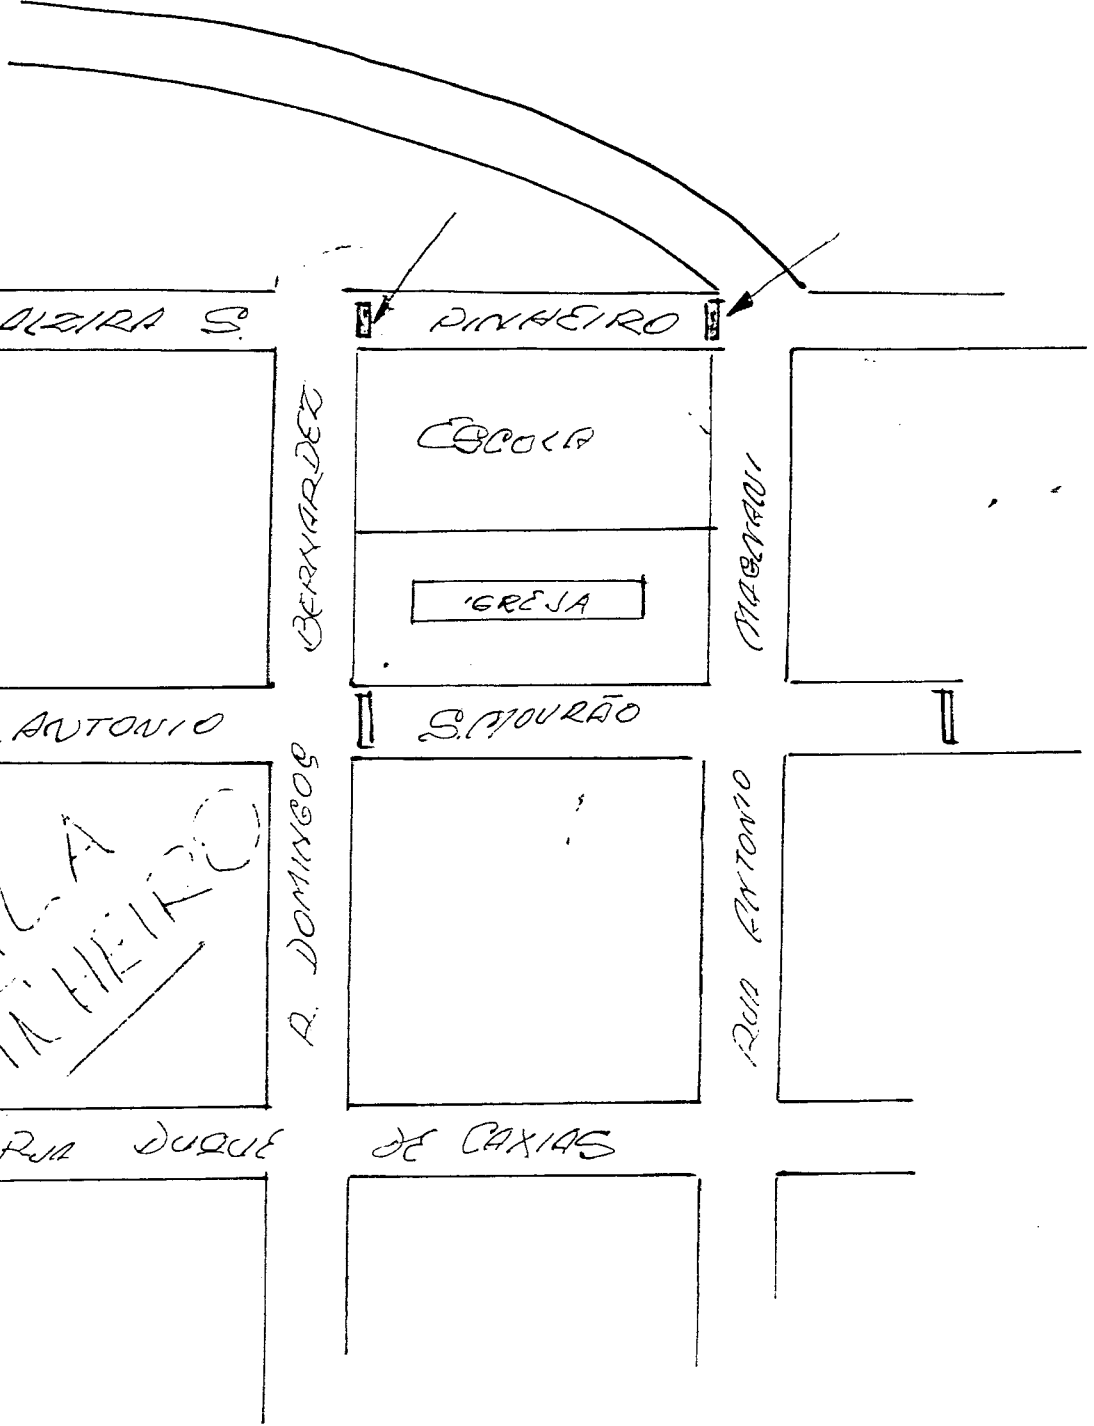 ALZIRA S. PINHEIRO
ESCOLA
IGREJA
R. DOMINGOS BERNARDEZ
RUA ANTONIO MAGNANI
ANTONIO S. MOURÃO
RUA DUQUE DE CAXIAS